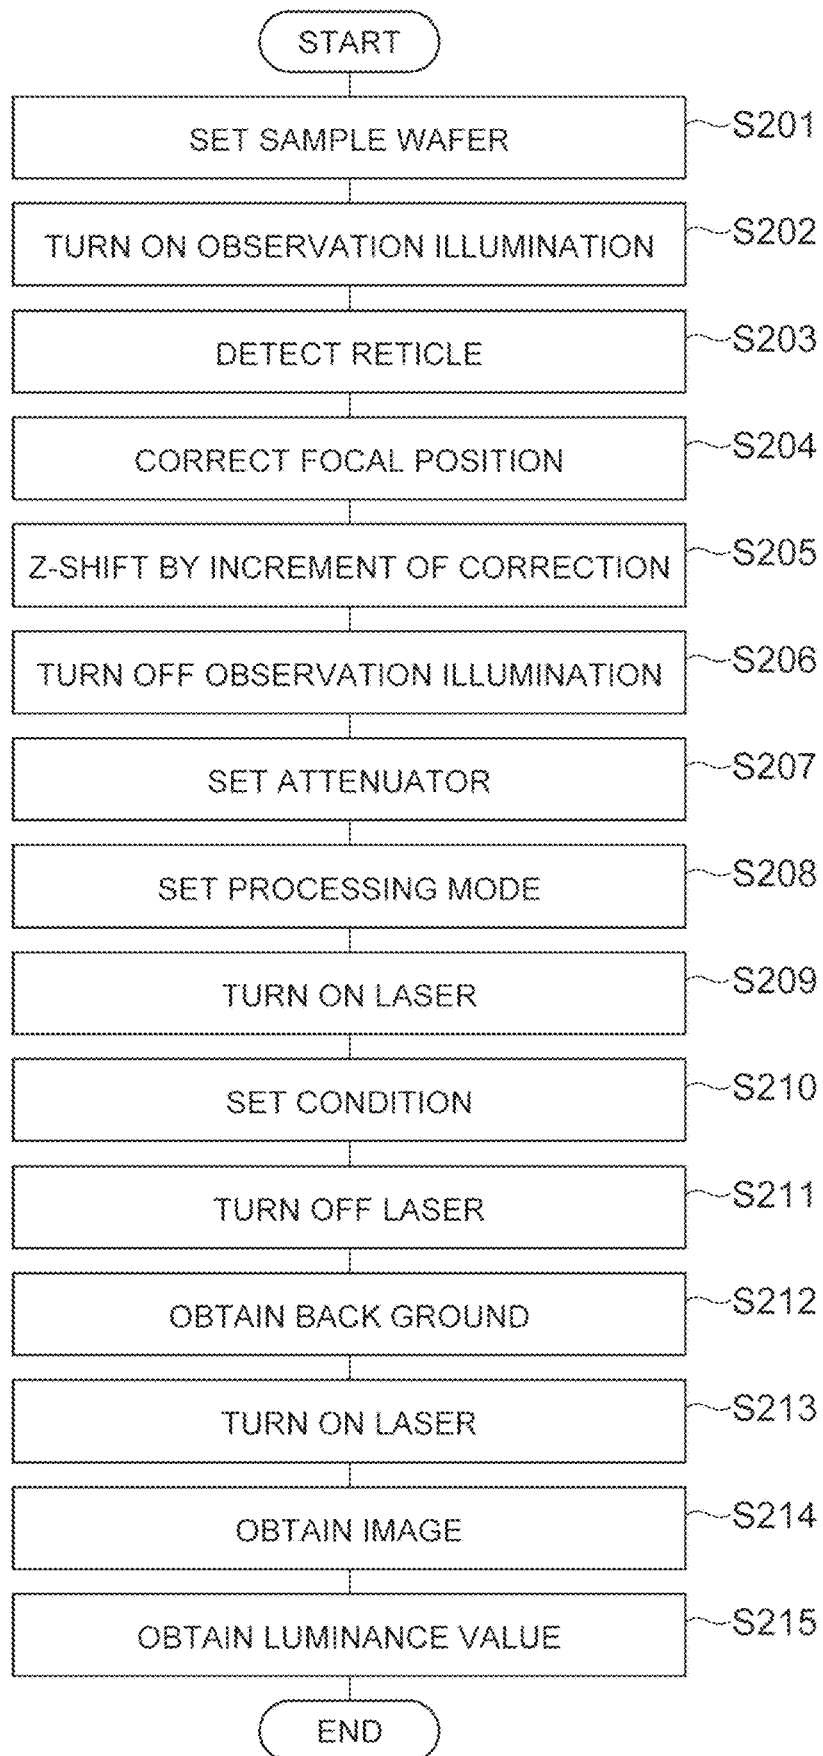 START
SET SAMPLE WAFER
S201
TURN ON OBSERVATION ILLUMINATION
S202
DETECT RETICLE
S203
CORRECT FOCAL POSITION
S204
Z-SHIFT BY INCREMENT OF CORRECTION
S205
TURN OFF OBSERVATION ILLUMINATION
S206
SET ATTENUATOR
S207
SET PROCESSING MODE
S208
TURN ON LASER
S209
SET CONDITION
S210
TURN OFF LASER
S211
OBTAIN BACK GROUND
S212
TURN ON LASER
S213
OBTAIN IMAGE
S214
OBTAIN LUMINANCE VALUE
S215
END